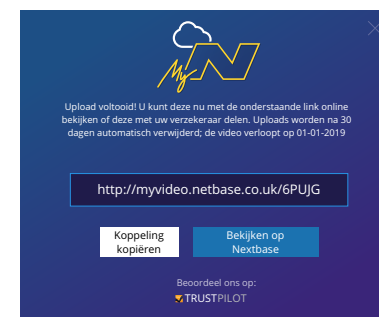 My N
Upload voltooid! U kunt deze nu met de onderstaande link online
bekijken of deze met uw verzekeraar delen. Uploads worden na 30
dagen automatisch verwijderd; de video verloopt op 01-01-2019
http://myvideo.netbase.co.uk/6PUJG
Koppeling
kopiëren
Bekijken op
Nextbase
Beoordeel ons op:
TRUSTPILOT